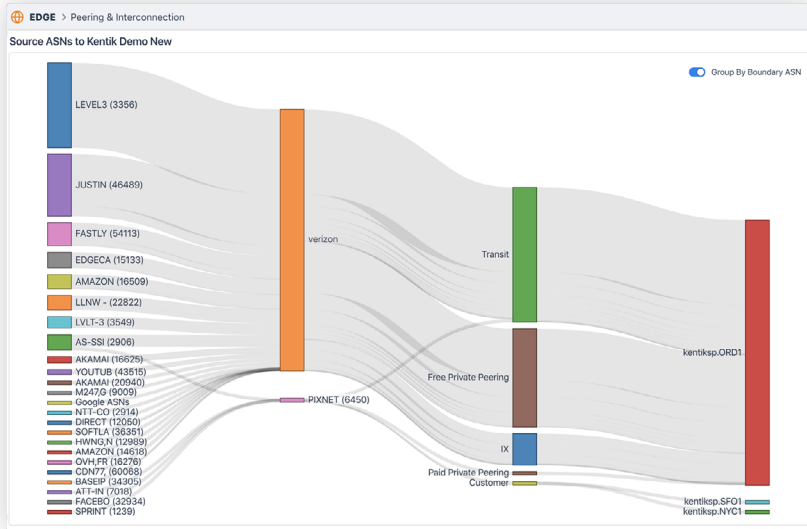 EDGE > Peering & Interconnection
Source ASNs to Kentik Demo New
Group By Boundary ASN
LEVEL3 (3356)
JUSTIN (46489)
FASTLY (54113)
EDGECA (15133)
AMAZON (16509)
LLNW - (22822)
LVLT-3 (3549)
AS-SSI (2906)
AKAMAI (16625)
YOUTUB (43515)
AKAMAI (20940)
M247,G (9009)
Google ASNs
NTT-CO (2914)
DIRECT (12050)
SOFTLA (36351)
HWNG,N (12989)
AMAZON (14618)
OVH,FR (16276)
CDN77, (60068)
BASEIP (34305)
ATT-IN (7018)
FACEBO (32934)
SPRINT (1239)
verizon
PIXNET (6450)
Transit
Free Private Peering
IX
Paid Private Peering
Customer
kentiksp.ORD1
kentiksp.SFO1
kentiksp.NYC1